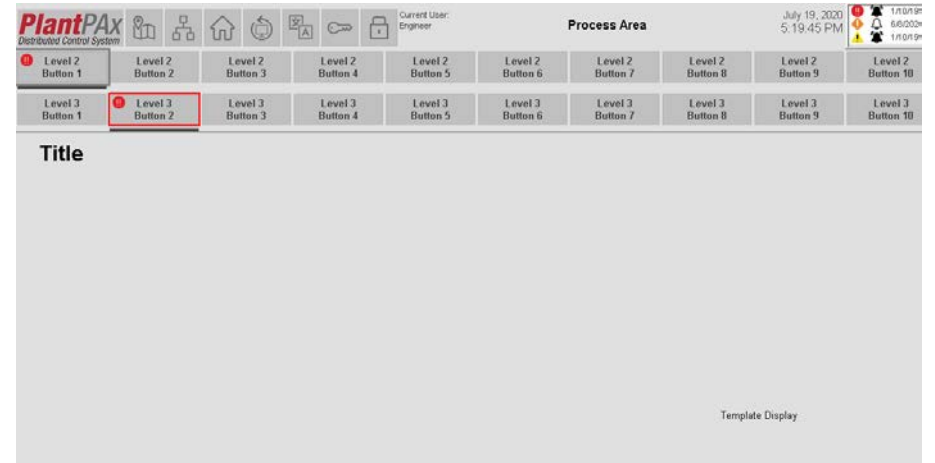 PlantPAx
Distributed Control System
Current User:
Engineer
Process Area
July 19, 2020
5:19:45 PM
Level 2 Button 1
Level 2 Button 2
Level 2 Button 3
Level 2 Button 4
Level 2 Button 5
Level 2 Button 6
Level 2 Button 7
Level 2 Button 8
Level 2 Button 9
Level 2 Button 10
Level 3 Button 1
Level 3 Button 2
Level 3 Button 3
Level 3 Button 4
Level 3 Button 5
Level 3 Button 6
Level 3 Button 7
Level 3 Button 8
Level 3 Button 9
Level 3 Button 10
Title
Template Display